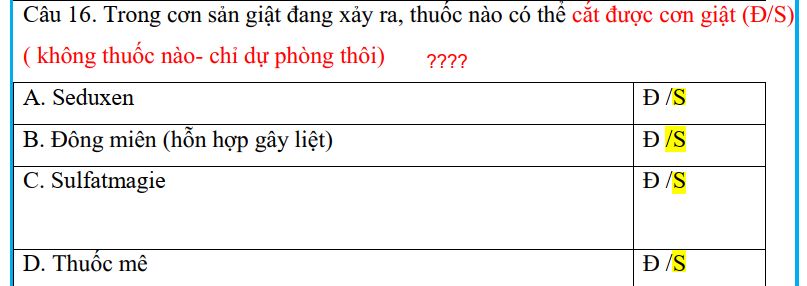 Câu 16. Trong cơn sản giật đang xảy ra, thuốc nào có thể cắt được cơn giật (Đ/S)
( không thuốc nào- chỉ dự phòng thôi) ????
A. Seduxen Đ /S
B. Đông miên (hỗn hợp gây liệt) Đ /S
C. Sulfatmagie Đ /S
D. Thuốc mê Đ /S